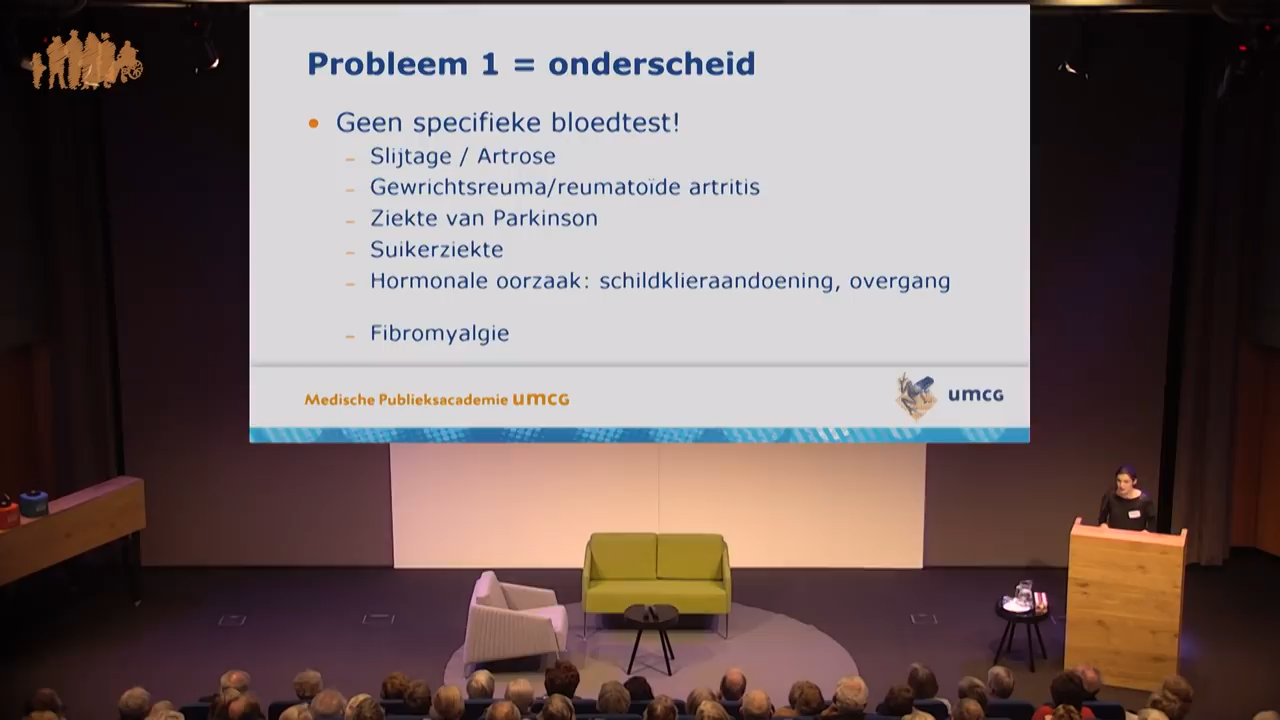 Probleem 1 = onderscheid
• Geen specifieke bloedtest!
– Slijtage / Artrose
– Gewrichtsreuma/reumatoïde artritis
– Ziekte van Parkinson
– Suikerziekte
– Hormonale oorzaak: schildklieraandoening, overgang
– Fibromyalgie
Medische Publieksacademie umcg
umcg